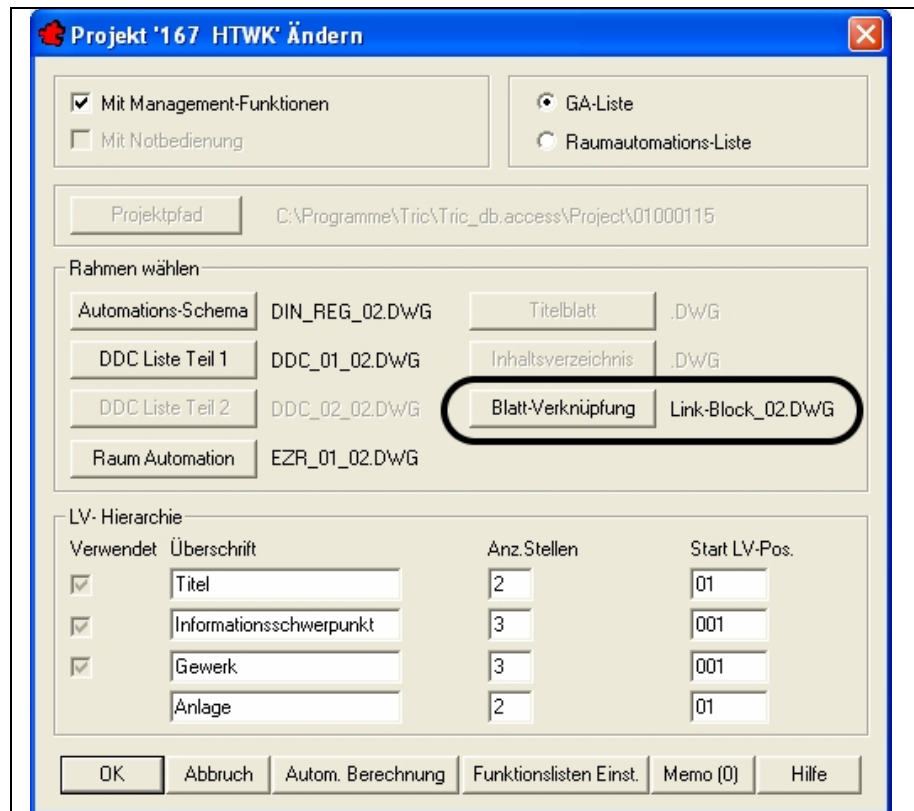 Projekt '167 HTWK' Ändern
Mit Management-Funktionen
GA-Liste
Mit Notbedienung
Raumautomations-Liste
Projektpfad C:\Programme\Tric\Tric_db.access\Project\01000115
Rahmen wählen
Automations-Schema DIN_REG_02.DWG Titelblatt .DWG
DDC Liste Teil 1 DDC_01_02.DWG Inhaltsverzeichnis .DWG
DDC Liste Teil 2 DDC_02_02.DWG Blatt-Verknüpfung Link-Block_02.DWG
Raum Automation EZR_01_02.DWG
LV- Hierarchie
Verwendet Überschrift Anz.Stellen Start LV-Pos.
Titel 2 01
Informationsschwerpunkt 3 001
Gewerk 3 001
Anlage 2 01
OK Abbruch Autom. Berechnung Funktionslisten Einst. Memo (0) Hilfe